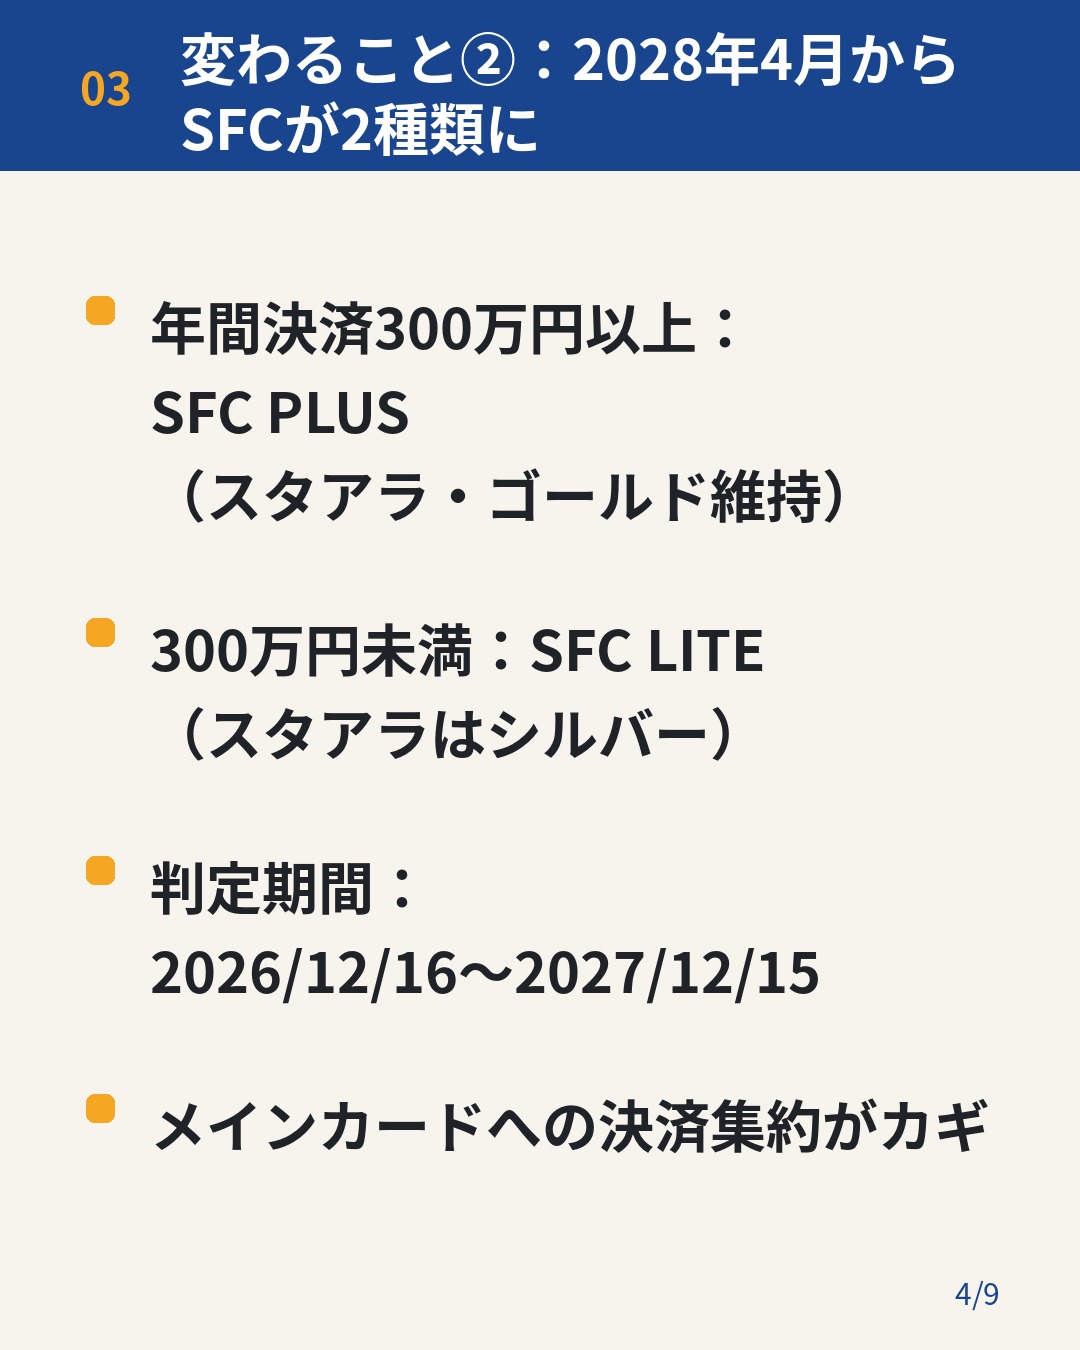 03
変わること②：2028年4月から
SFCが2種類に
年間決済300万円以上：
SFC PLUS
（スタアラ・ゴールド維持）
300万円未満：SFC LITE
（スタアラはシルバー）
判定期間：
2026/12/16〜2027/12/15
メインカードへの決済集約がカギ
4/9